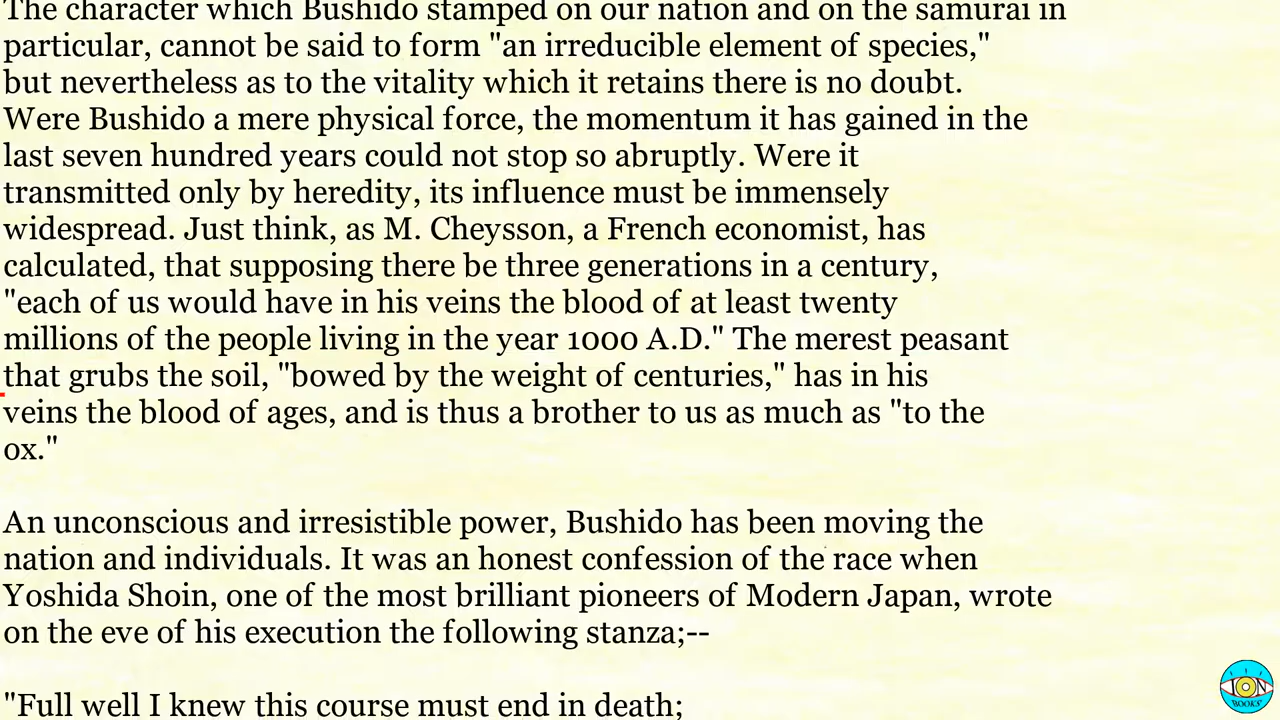 The character which Bushido stamped on our nation and on the samurai in
particular, cannot be said to form "an irreducible element of species,"
but nevertheless as to the vitality which it retains there is no doubt.
Were Bushido a mere physical force, the momentum it has gained in the
last seven hundred years could not stop so abruptly. Were it
transmitted only by heredity, its influence must be immensely
widespread. Just think, as M. Cheysson, a French economist, has
calculated, that supposing there be three generations in a century,
"each of us would have in his veins the blood of at least twenty
millions of the people living in the year 1000 A.D." The merest peasant
that grubs the soil, "bowed by the weight of centuries," has in his
veins the blood of ages, and is thus a brother to us as much as "to the
ox."
An unconscious and irresistible power, Bushido has been moving the
nation and individuals. It was an honest confession of the race when
Yoshida Shoin, one of the most brilliant pioneers of Modern Japan, wrote
on the eve of his execution the following stanza;--
"Full well I knew this course must end in death;
ION
BOOKS